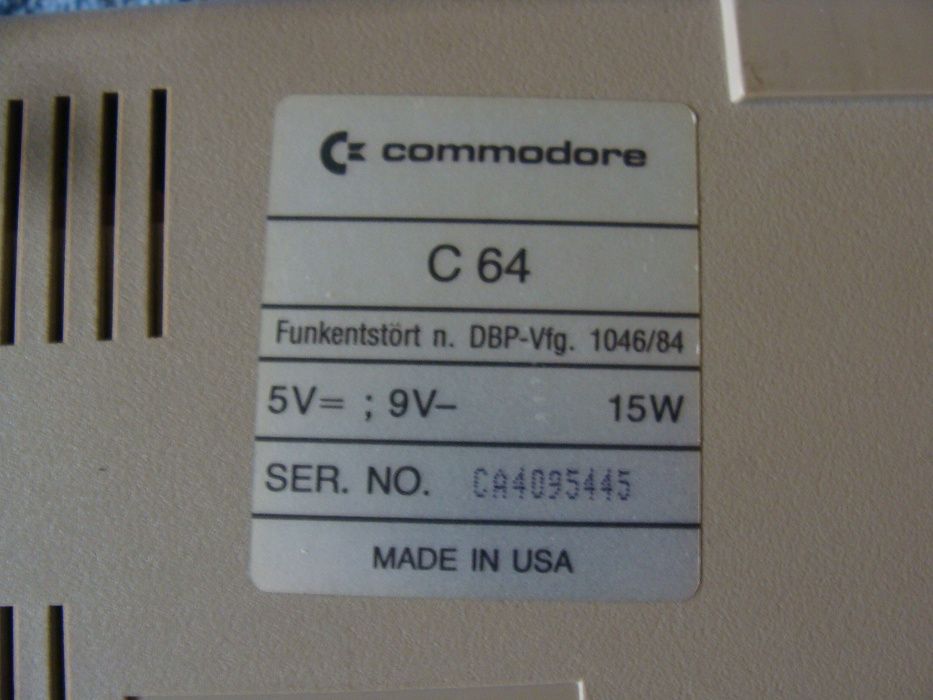 commodore
C 64
Funkentstört n. DBP-Vfg. 1046/84
5V= ; 9V– 15W
SER. NO. CA4095445
MADE IN USA